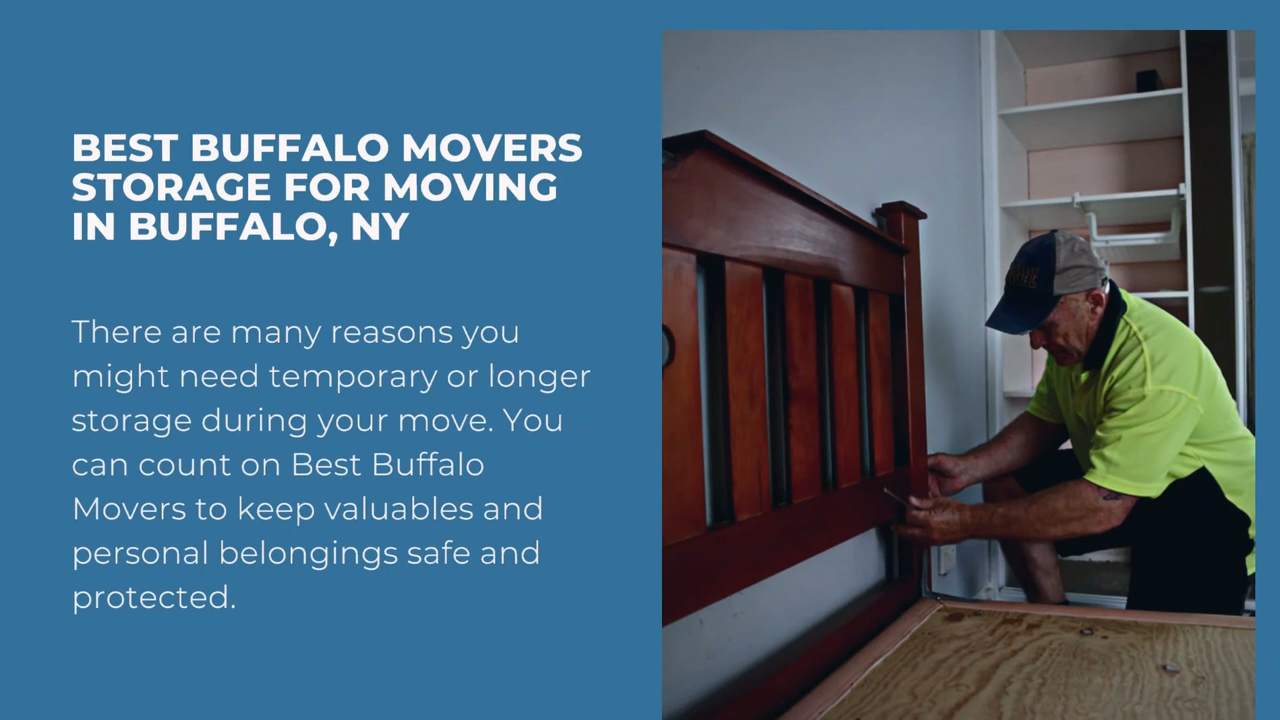 BEST BUFFALO MOVERS
STORAGE FOR MOVING
IN BUFFALO, NY
There are many reasons you
might need temporary or longer
storage during your move. You
can count on Best Buffalo
Movers to keep valuables and
personal belongings safe and
protected.